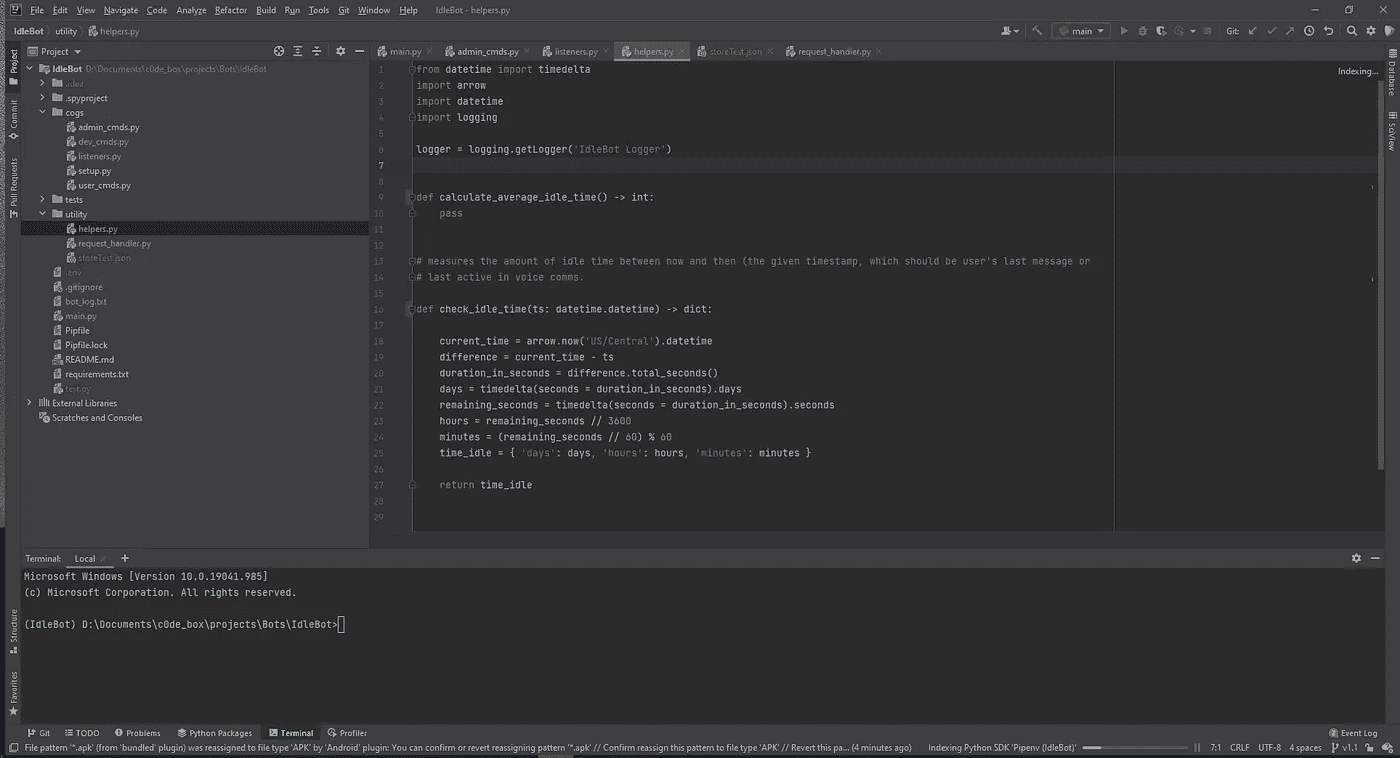 File Edit View Navigate Code Analyze Refactor Build Run Tools Git Window Help IdleBot - helpers.py
IdleBot utility helpers.py main Git:
Project
main.py admin_cmds.py listeners.py helpers.py storeTest.json request_handler.py
Project
Commit
Pull Requests
Structure
Favorites
IdleBot D:\Documents\c0de_box\projects\Bots\IdleBot
.idea
.spyproject
cogs
admin_cmds.py
dev_cmds.py
listeners.py
setup.py
user_cmds.py
tests
utility
helpers.py
request_handler.py
storeTest.json
.env
.gitignore
bot_log.txt
main.py
Pipfile
Pipfile.lock
README.md
requirements.txt
test.py
External Libraries
Scratches and Consoles
1 from datetime import timedelta
2 import arrow
3 import datetime
4 import logging
5
6 logger = logging.getLogger('IdleBot Logger')
7
8
9 def calculate_average_idle_time() -> int:
10 pass
11
12
13 # measures the amount of idle time between now and then (the given timestamp, which should be user's last message or
14 # last active in voice comms.
15
16 def check_idle_time(ts: datetime.datetime) -> dict:
17
18 current_time = arrow.now('US/Central').datetime
19 difference = current_time - ts
20 duration_in_seconds = difference.total_seconds()
21 days = timedelta(seconds = duration_in_seconds).days
22 remaining_seconds = timedelta(seconds = duration_in_seconds).seconds
23 hours = remaining_seconds // 3600
24 minutes = (remaining_seconds // 60) % 60
25 time_idle = { 'days': days, 'hours': hours, 'minutes': minutes }
26
27 return time_idle
28
29
Indexing...
Database
SciView
Terminal: Local +
Microsoft Windows [Version 10.0.19041.985]
(c) Microsoft Corporation. All rights reserved.
(IdleBot) D:\Documents\c0de_box\projects\Bots\IdleBot>
Git TODO Problems Python Packages Terminal Profiler Event Log
File pattern '*.apk' (from 'bundled' plugin) was reassigned to file type 'APK' by 'Android' plugin: You can confirm or revert reassigning pattern '*.apk' // Confirm reassign this pattern to file type 'APK' // Revert this pa... (4 minutes ago) Indexing Python SDK 'Pipenv (IdleBot)' 7:1 CRLF UTF-8 4 spaces v1.1